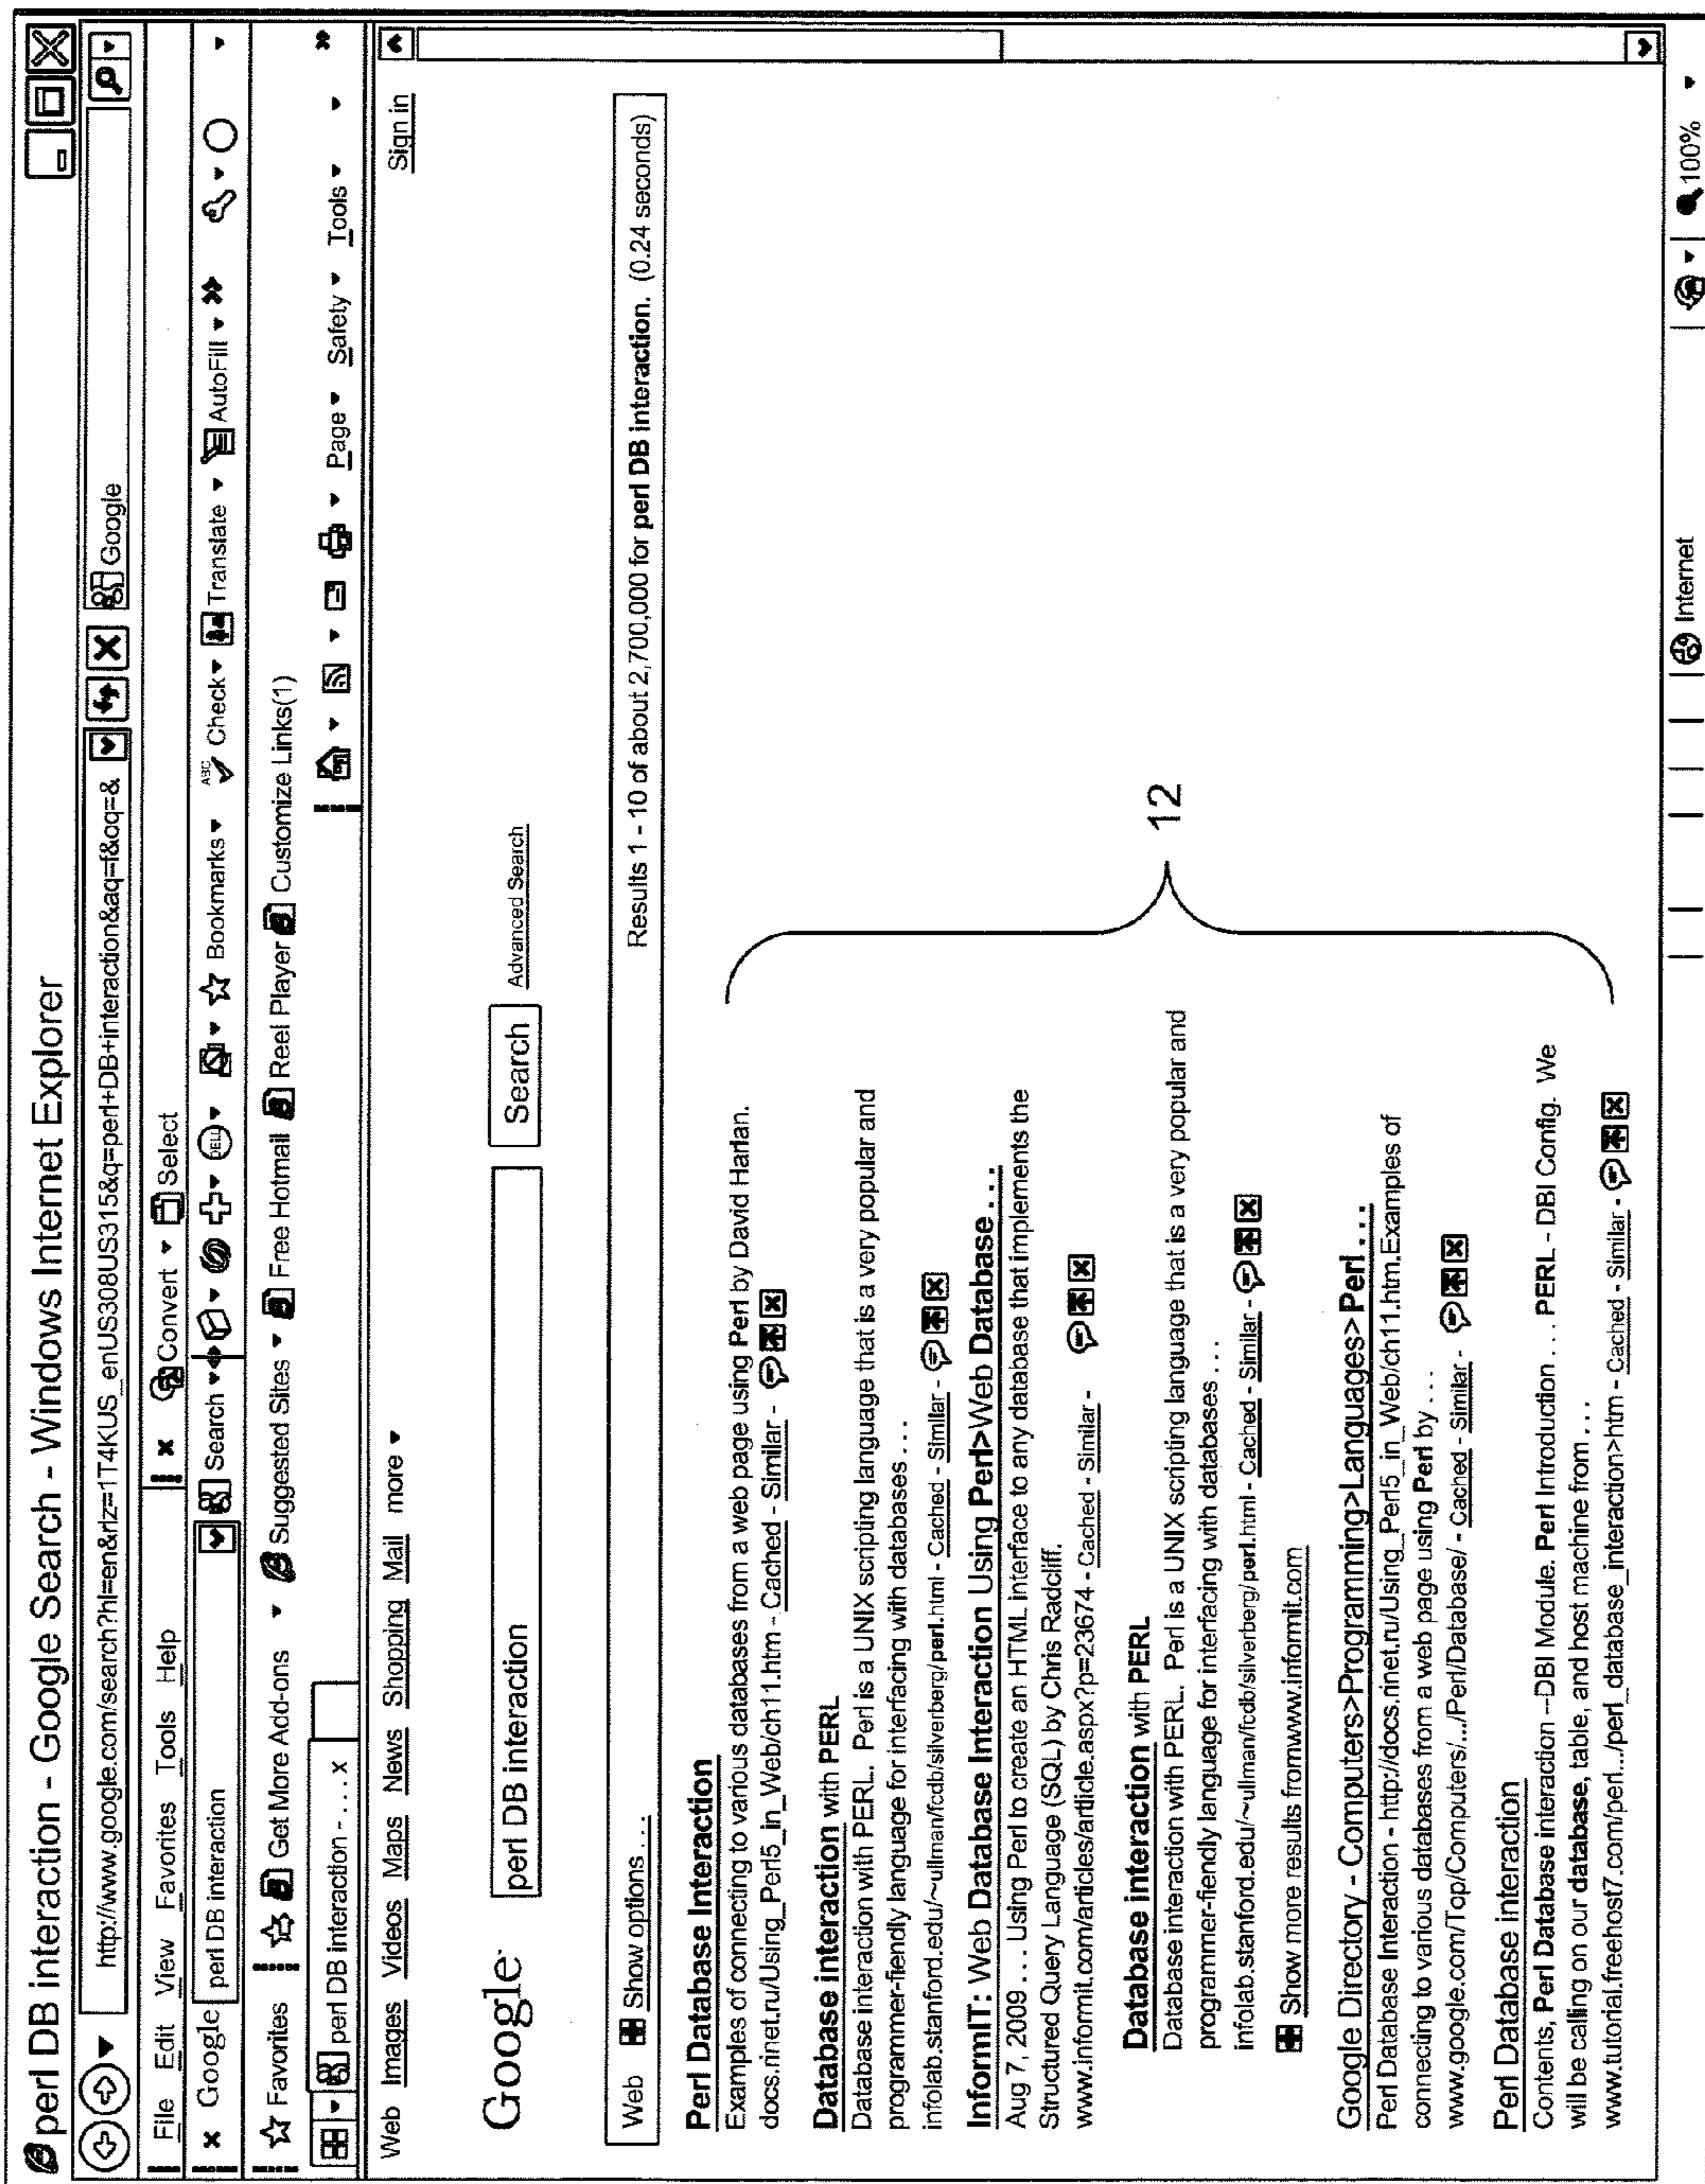 perl DB interaction - Google Search - Windows Internet Explorer
http://www.google.com/search?hl=en&rlz=1T4KUS_enUS308US315&q=perl+DB+interaction&aq=f&oq=&
Google
File Edit View Favorites Tools Help
x Convert Select
x Google perl DB interaction Search Bookmarks Check Translate AutoFill
Favorites Get More Add-ons Suggested Sites Free Hotmail Reel Player Customize Links(1)
perl DB interaction - . . . x Page Safety Tools
Web Images Videos Maps News Shopping Mail more Sign in
Google perl DB interaction Search Advanced Search
Web Show options . . . Results 1 - 10 of about 2,700,000 for perl DB interaction. (0.24 seconds)
Perl Database Interaction
Examples of connecting to various databases from a web page using Perl by David Harlan.
docs.rinet.ru/Using_Perl5_in_Web/ch11.htm - Cached - Similar -
Database interaction with PERL
Database interaction with PERL. Perl is a UNIX scripting language that is a very popular and
programmer-fiendly language for interfacing with databases . . .
infolab.stanford.edu/~ullman/fcdb/silverberg/perl.html - Cached - Similar -
InformIT: Web Database Interaction Using Perl>Web Database . . .
Aug 7, 2009 . . . Using Perl to create an HTML interface to any database that implements the
Structured Query Language (SQL) by Chris Radcliff.
www.informit.com/articles/article.aspx?p=23674 - Cached - Similar -
Database interaction with PERL
Database interaction with PERL. Perl is a UNIX scripting language that is a very popular and
programmer-fiendly language for interfacing with databases . . .
infolab.stanford.edu/~ullman/fcdb/silverberg/perl.html - Cached - Similar -
Show more results fromwww.informit.com
Google Directory - Computers>Programming>Languages> Perl . . .
Perl Database Interaction - http://docs.rinet.ru/Using_Perl5_in_Web/ch11.htm.Examples of
connecting to various databases from a web page using Perl by . . .
www.google.com/Top/Computers/.../Perl/Database/ - Cached - Similar -
Perl Database interaction
Contents, Perl Database interaction --DBI Module. Perl Introduction . . . PERL - DBI Config. We
will be calling on our database, table, and host machine from . . .
www.tutorial.freehost7.com/perl.../perl_database_interaction>htm - Cached - Similar -
12
Internet 100%